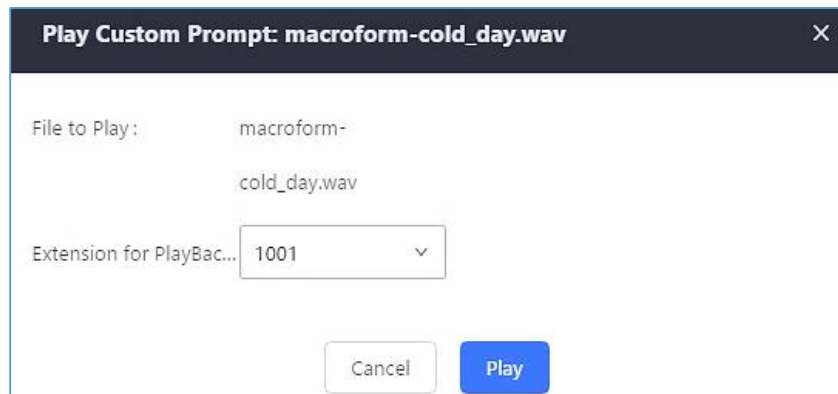 Play Custom Prompt: macroform-cold_day.wav
File to Play :
macroform-
cold_day.wav
Extension for PlayBac...
1001
Cancel
Play